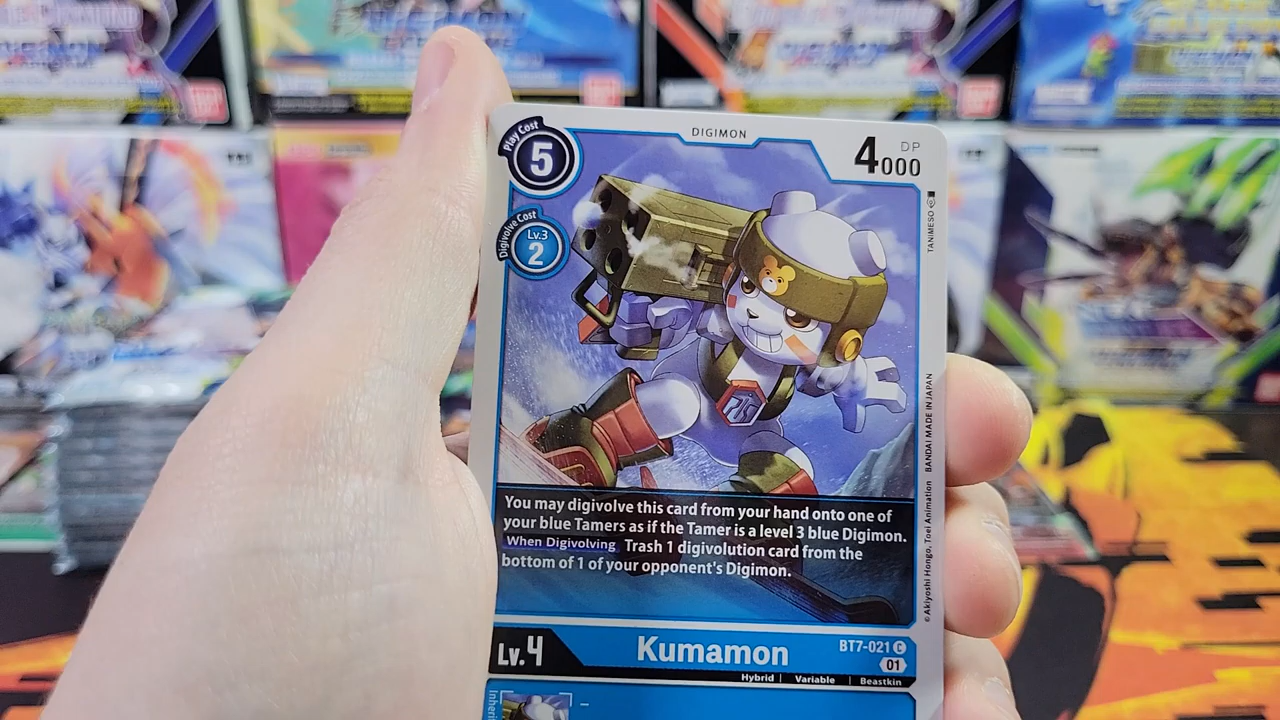 DIGIMON
Play Cost
5
4000
DP
Digivolve Cost
Lv.3
2
TANIMESO
©Akiyoshi Hongo, Toei Animation BANDAI MADE IN JAPAN
You may digivolve this card from your hand onto one of
your blue Tamers as if the Tamer is a level 3 blue Digimon.
When Digivolving Trash 1 digivolution card from the
bottom of 1 of your opponent's Digimon.
Lv.4
Kumamon
BT7-021 C
01
Hybrid | Variable | Beastkin